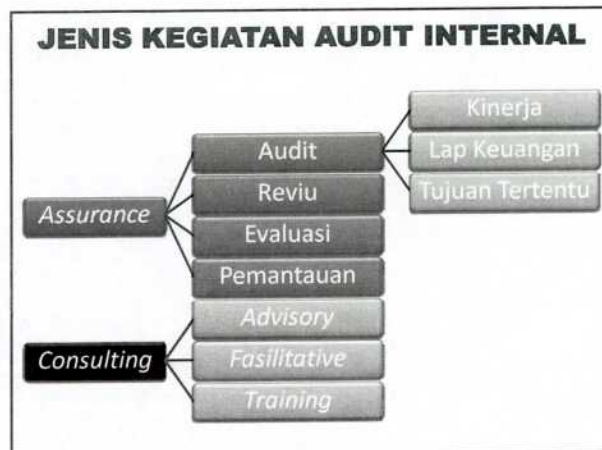 JENIS KEGIATAN AUDIT INTERNAL
Assurance
Audit
Kinerja
Lap Keuangan
Tujuan Tertentu
Reviu
Evaluasi
Pemantauan
Consulting
Advisory
Fasilitative
Training